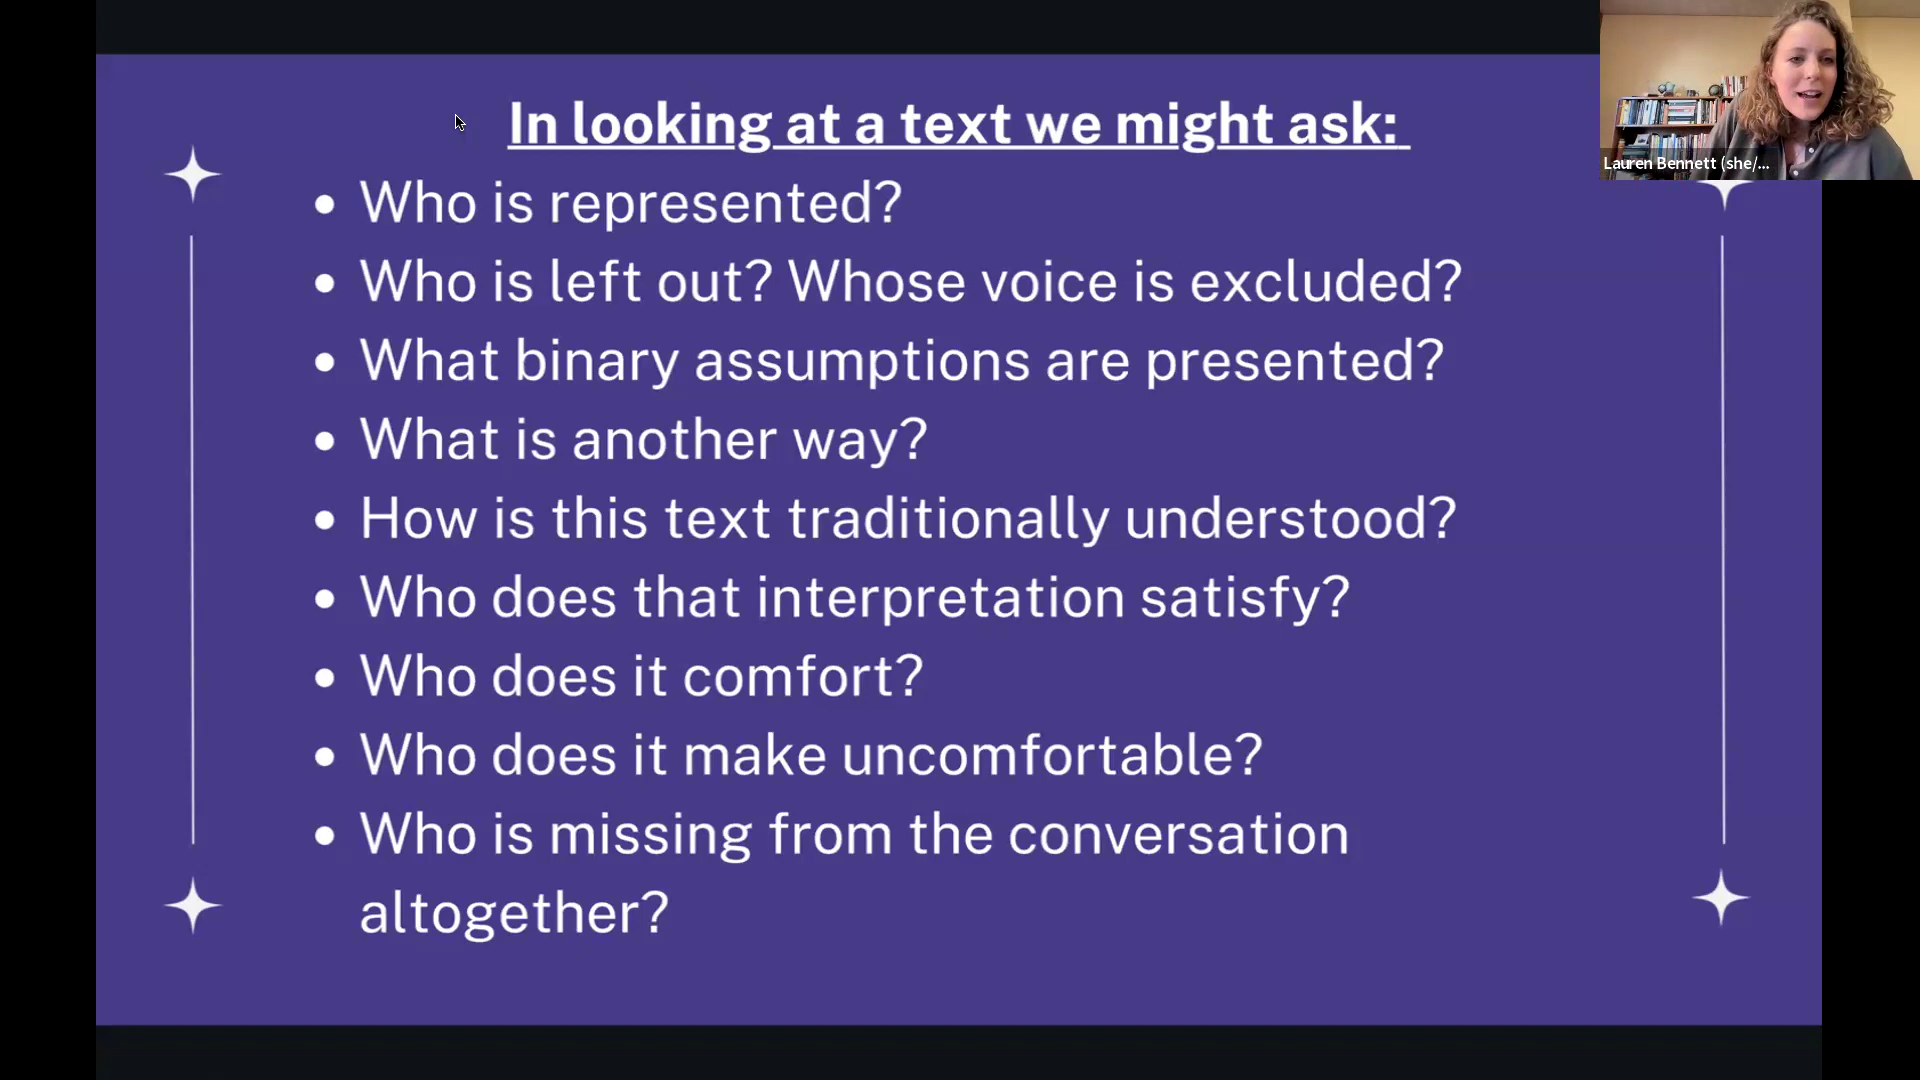 In looking at a text we might ask:
• Who is represented?
• Who is left out? Whose voice is excluded?
• What binary assumptions are presented?
• What is another way?
• How is this text traditionally understood?
• Who does that interpretation satisfy?
• Who does it comfort?
• Who does it make uncomfortable?
• Who is missing from the conversation
altogether?
Lauren Bennett (she/...